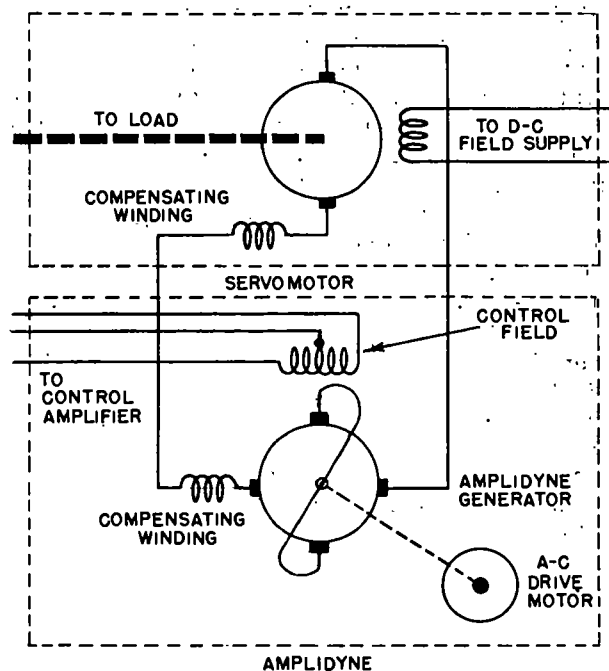 TO LOAD
TO D-C
FIELD SUPPLY
COMPENSATING
WINDING
SERVOMOTOR
CONTROL
FIELD
TO
CONTROL
AMPLIFIER
AMPLIDYNE
GENERATOR
COMPENSATING
WINDING
A-C
DRIVE
MOTOR
AMPLIDYNE